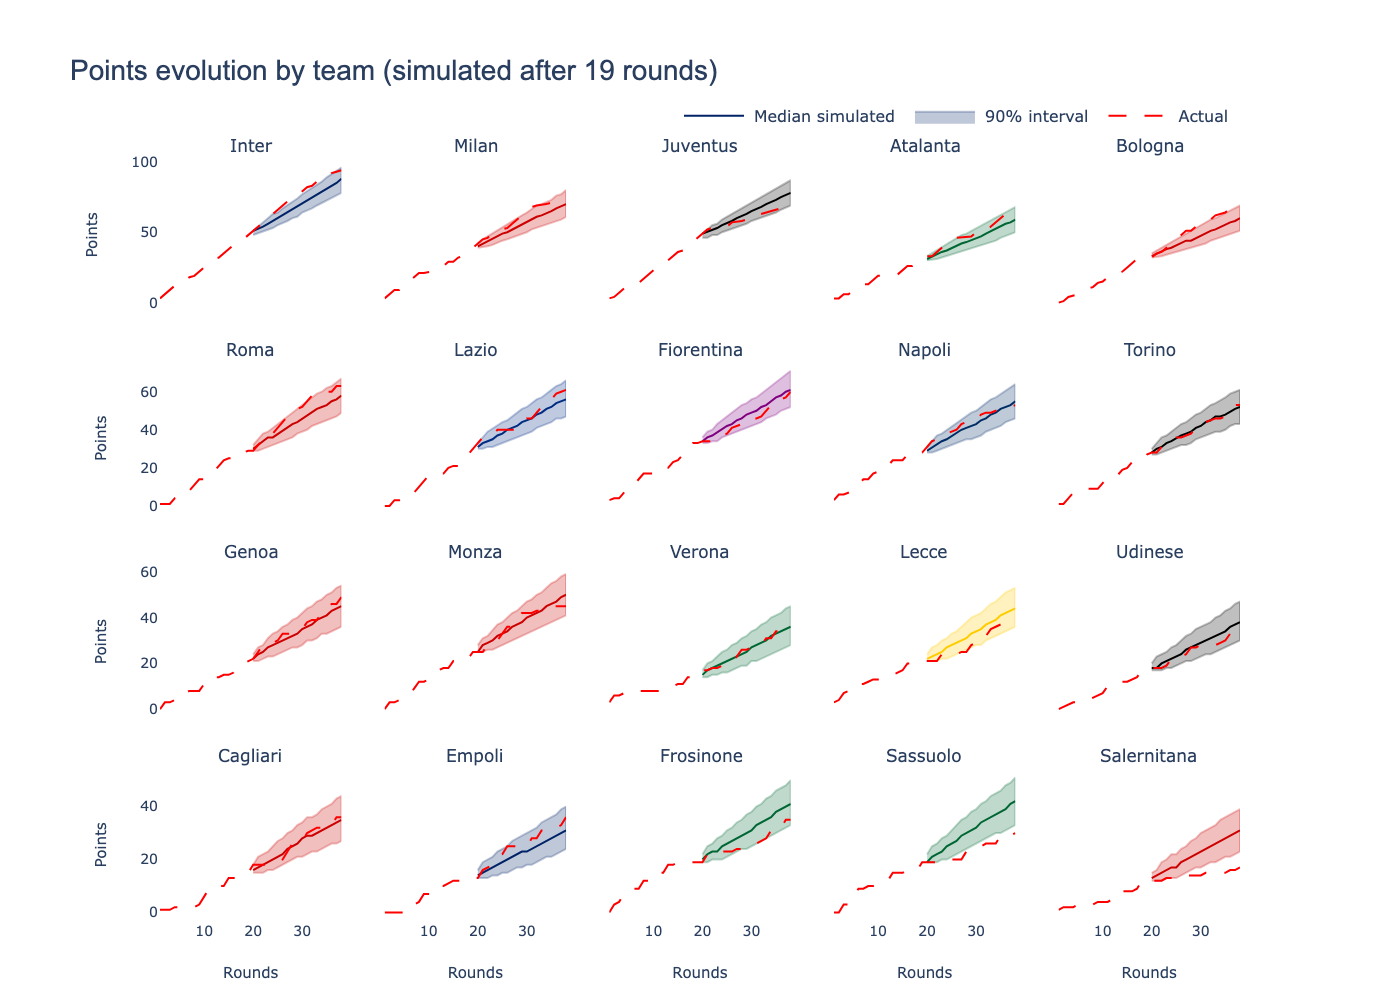 Points evolution by team (simulated after 19 rounds)
Median simulated 90% interval Actual
Inter Milan Juventus Atalanta Bologna
100
50
0
Points
Roma Lazio Fiorentina Napoli Torino
60
40
20
0
Points
Genoa Monza Verona Lecce Udinese
60
40
20
0
Points
Cagliari Empoli Frosinone Sassuolo Salernitana
40
20
0
Points
10 20 30 10 20 30 10 20 30 10 20 30 10 20 30
Rounds Rounds Rounds Rounds Rounds